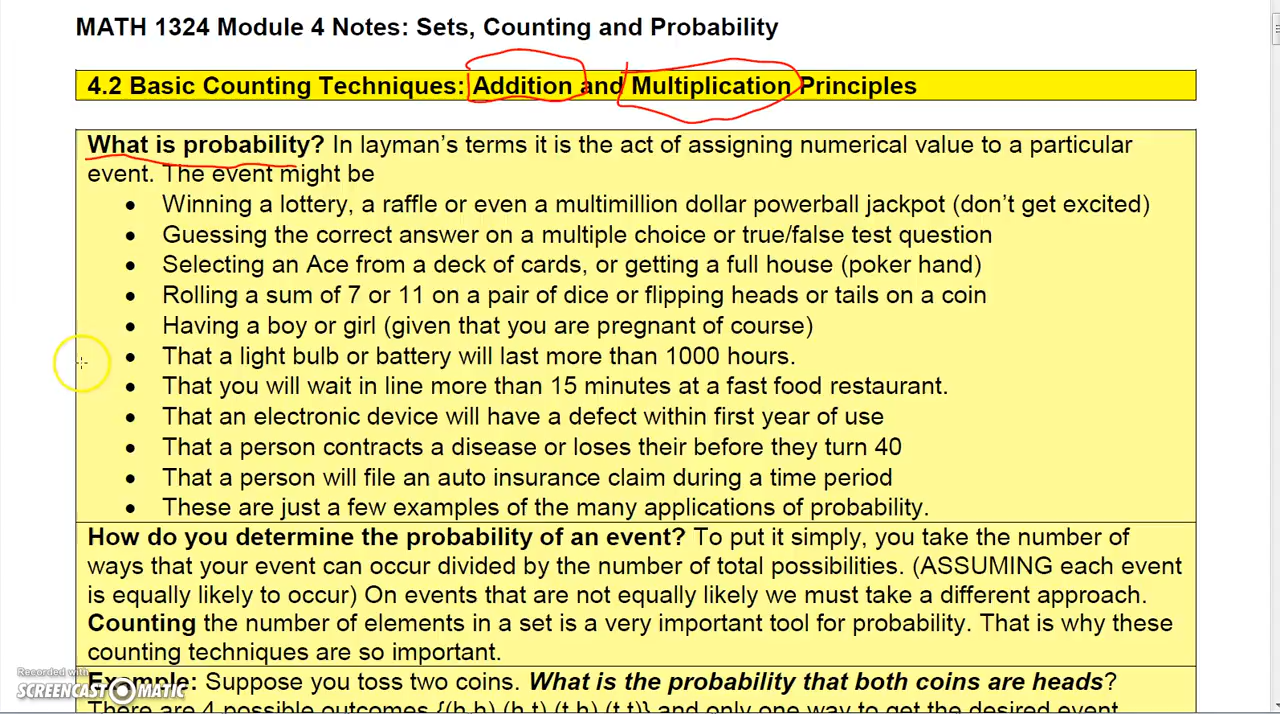 MATH 1324 Module 4 Notes: Sets, Counting and Probability
4.2 Basic Counting Techniques: Addition and Multiplication Principles
What is probability? In layman's terms it is the act of assigning numerical value to a particular
event. The event might be
• Winning a lottery, a raffle or even a multimillion dollar powerball jackpot (don't get excited)
• Guessing the correct answer on a multiple choice or true/false test question
• Selecting an Ace from a deck of cards, or getting a full house (poker hand)
• Rolling a sum of 7 or 11 on a pair of dice or flipping heads or tails on a coin
• Having a boy or girl (given that you are pregnant of course)
• That a light bulb or battery will last more than 1000 hours.
• That you will wait in line more than 15 minutes at a fast food restaurant.
• That an electronic device will have a defect within first year of use
• That a person contracts a disease or loses their before they turn 40
• That a person will file an auto insurance claim during a time period
• These are just a few examples of the many applications of probability.
How do you determine the probability of an event? To put it simply, you take the number of
ways that your event can occur divided by the number of total possibilities. (ASSUMING each event
is equally likely to occur) On events that are not equally likely we must take a different approach.
Counting the number of elements in a set is a very important tool for probability. That is why these
counting techniques are so important.
Recorded with
SCREENCAST MATIC
Example: Suppose you toss two coins. What is the probability that both coins are heads?
There are 4 possible outcomes {(h,h),(h,t),(t,h),(t,t)} and only one way to get the desired event